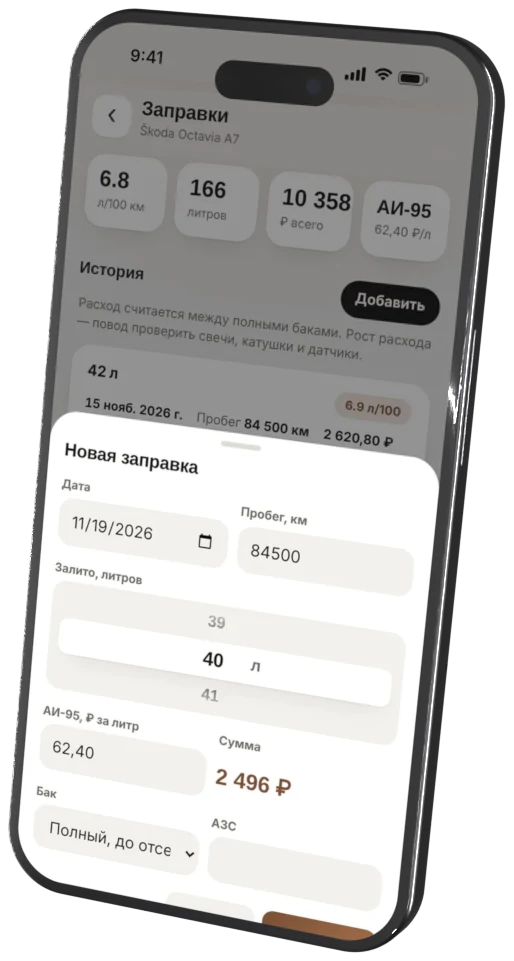 9:41
Заправки
Škoda Octavia A7
6.8
л/100 км
166
литров
10 358
₽ всего
АИ-95
62,40 ₽/л
История
Добавить
Расход считается между полными баками. Рост расхода
— повод проверить свечи, катушки и датчики.
42 л
6.9 л/100
15 нояб. 2026 г. Пробег 84 500 км 2 620,80 ₽
Новая заправка
Дата
Пробег, км
11/19/2026
84500
Залито, литров
39
40 л
41
АИ-95, ₽ за литр
Сумма
62,40
2 496 ₽
Бак
АЗС
Полный, до отсе